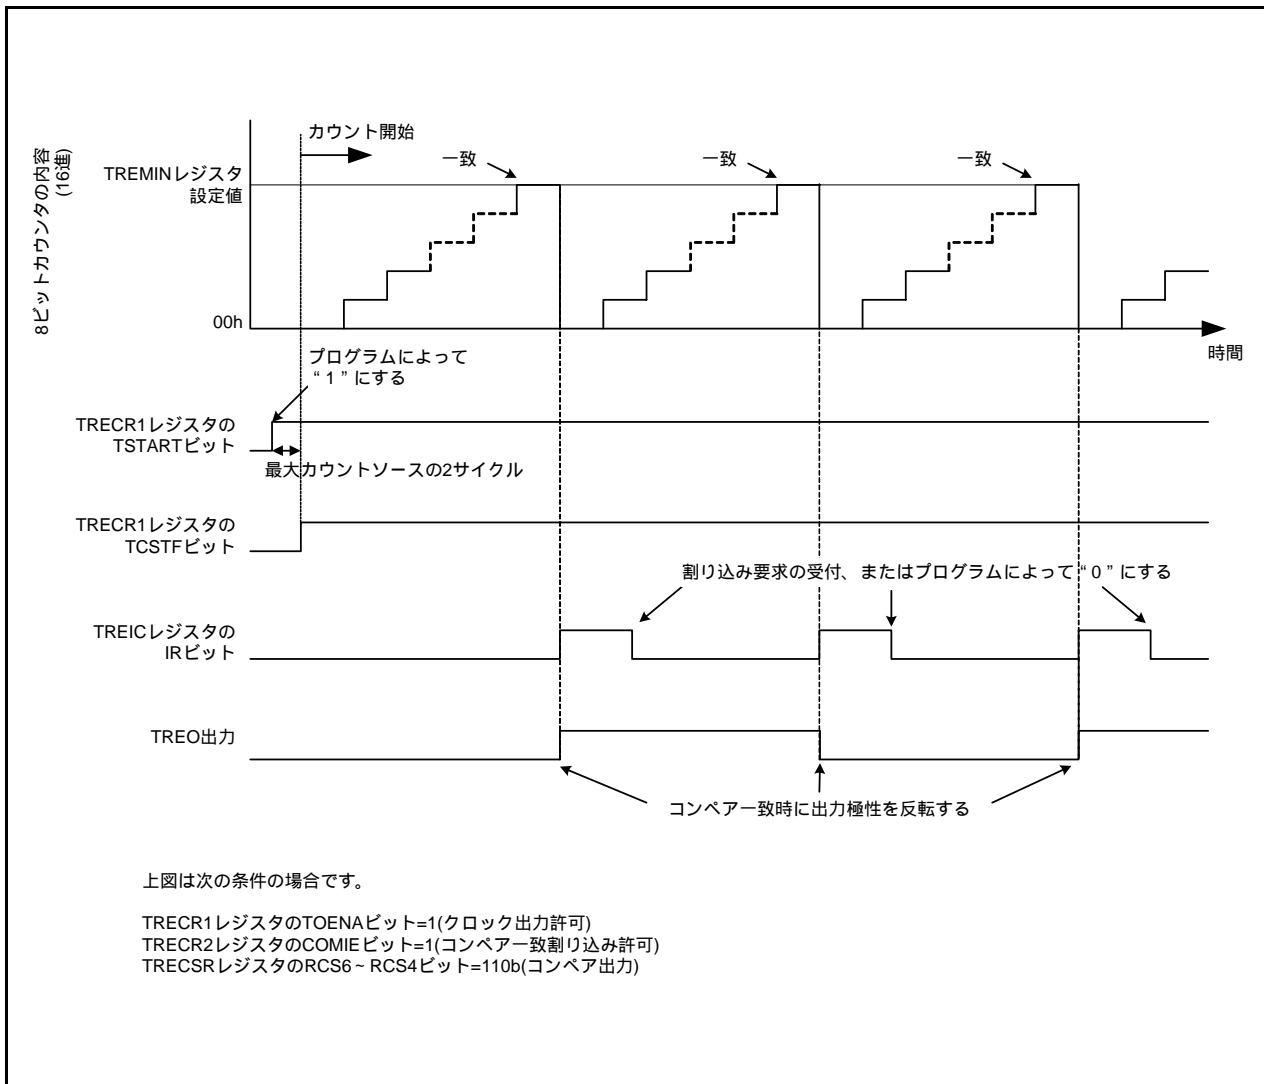 8ビットカウンタの内容
(16進)
カウント開始
一致
一致
一致
TREMINレジスタ
設定値
00h
時間
プログラムによって
“ 1 ” にする
TRECR1レジスタの
TSTARTビット
最大カウントソースの2サイクル
TRECR1レジスタの
TCSTFビット
割り込み要求の受付、またはプログラムによって “ 0 ” にする
TREICレジスタの
IRビット
TREO出力
コンペア一致時に出力極性を反転する
上図は次の条件の場合です。
TRECR1レジスタのTOENAビット=1(クロック出力許可)
TRECR2レジスタのCOMIEビット=1(コンペア一致割り込み許可)
TRECSRレジスタのRCS6~RCS4ビット=110b(コンペア出力)